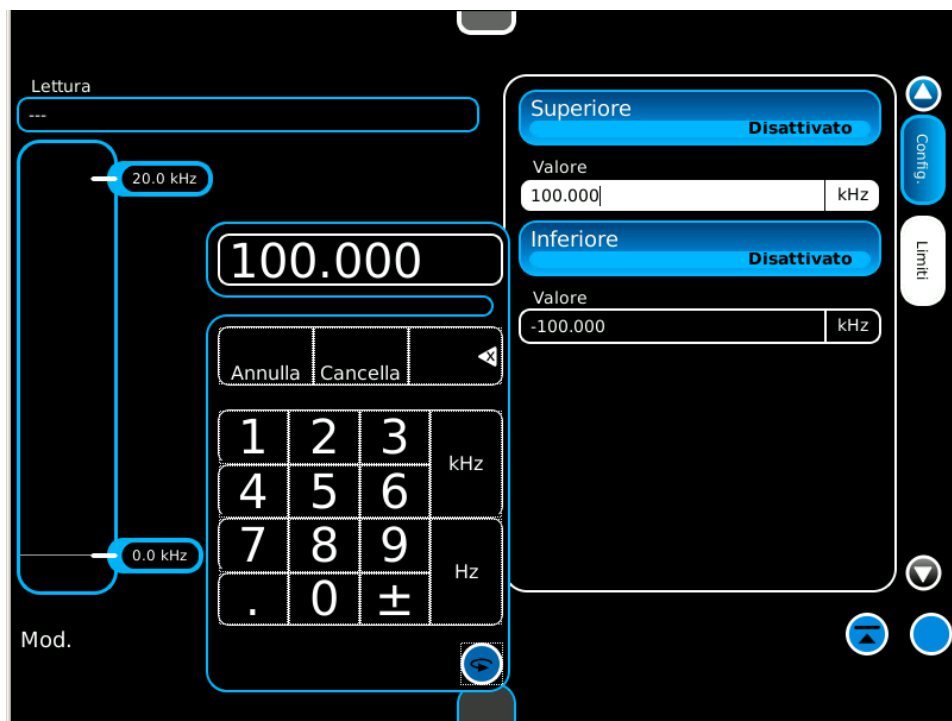 Lettura
---
20.0 kHz
0.0 kHz
Mod.
100.000
Annulla Cancella X
1 2 3
kHz
4 5 6
7 8 9
Hz
. 0 ±
Superiore
Disattivato
Valore
100.000 kHz
Inferiore
Disattivato
Valore
-100.000 kHz
Config.
Limiti